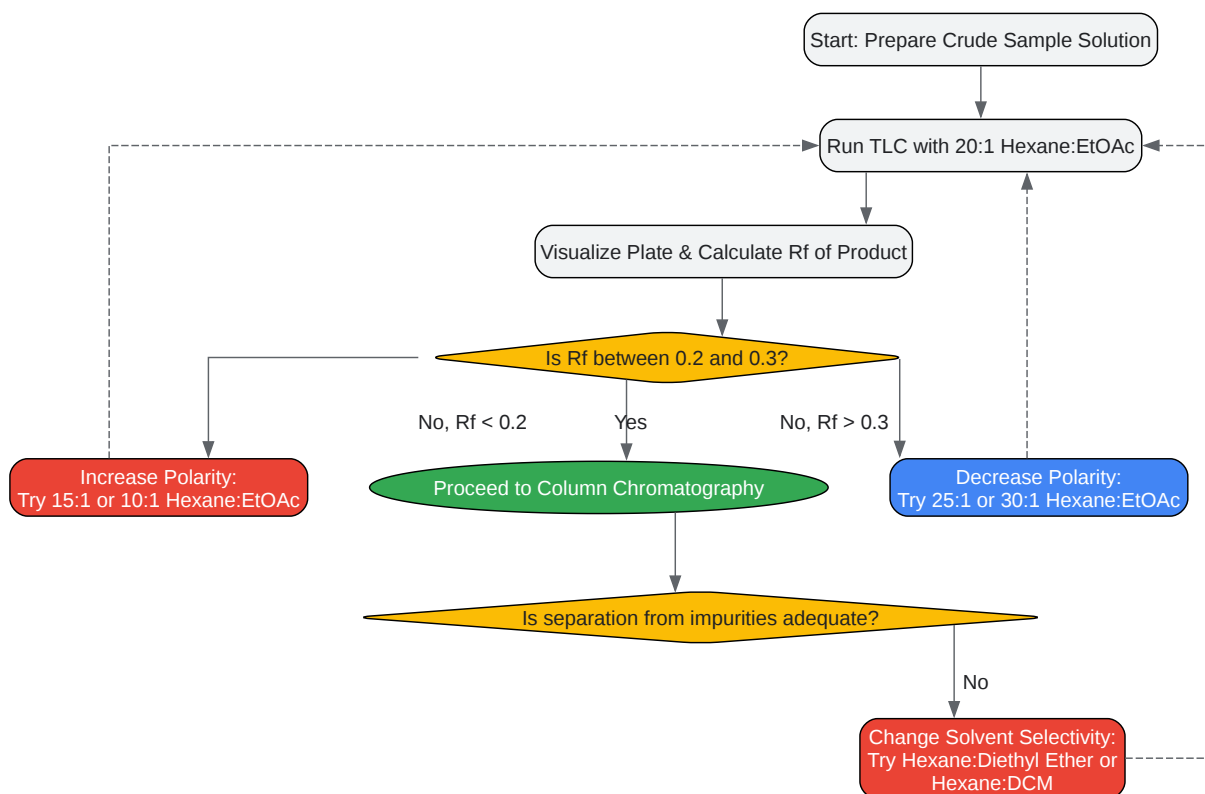 Start: Prepare Crude Sample Solution
Run TLC with 20:1 Hexane:EtOAc
Visualize Plate & Calculate Rf of Product
Is Rf between 0.2 and 0.3?
No, Rf < 0.2
Yes
No, Rf > 0.3
Increase Polarity:
Try 15:1 or 10:1 Hexane:EtOAc
Proceed to Column Chromatography
Decrease Polarity:
Try 25:1 or 30:1 Hexane:EtOAc
Is separation from impurities adequate?
No
Change Solvent Selectivity:
Try Hexane:Diethyl Ether or
Hexane:DCM